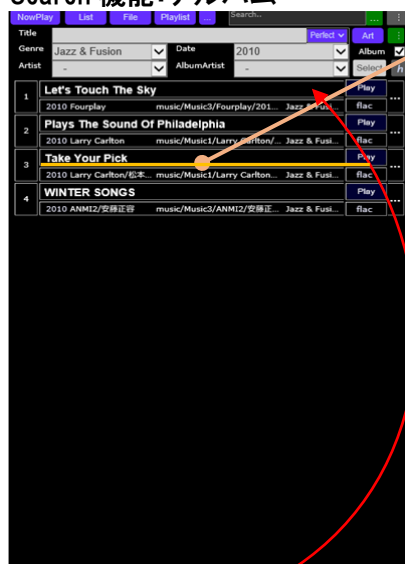 Search 機能:アルバム
NowPlay List File Playlist ... Search... ... ⋮
Title Perfect Art ⋮
Genre Jazz & Fusion Date 2010 Album
Artist - AlbumArtist - Select h
1 Let's Touch The Sky Play ...
2010 Fourplay music/Music3/Fourplay/201... Jazz & Fusi... flac
2 Plays The Sound Of Philadelphia Play ...
2010 Larry Carlton music/Music1/Larry Carlton/... Jazz & Fusi... flac
3 Take Your Pick Play ...
2010 Larry Carlton/松本... music/Music1/Larry Carlton... Jazz & Fusi... flac
4 WINTER SONGS Play ...
2010 ANMI2/安藤正容 music/Music3/ANMI2/安藤正... Jazz & Fusi... flac